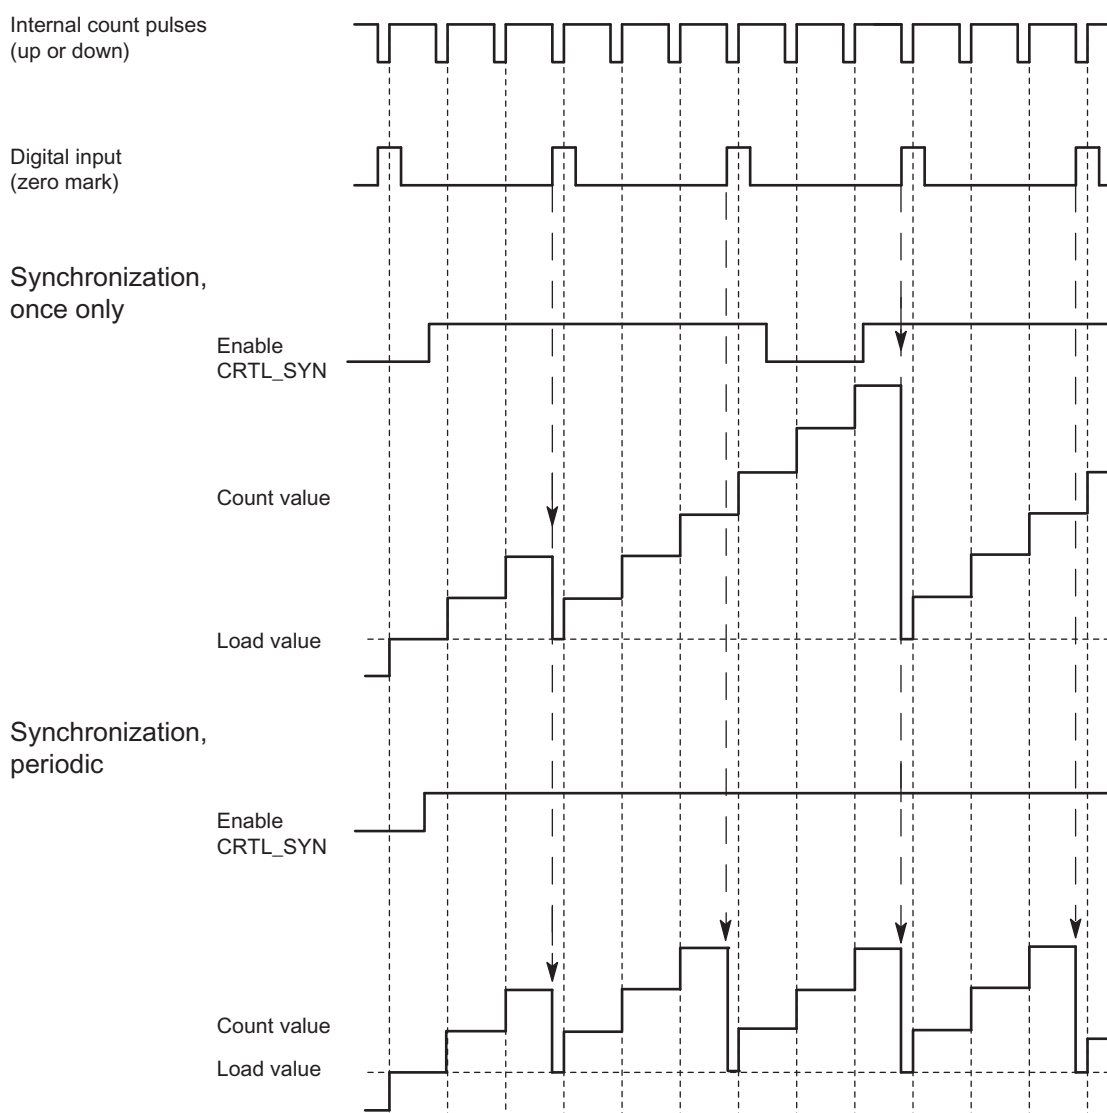 Internal count pulses
(up or down)
Digital input
(zero mark)
Synchronization,
once only
Enable
CRTL_SYN
Count value
Load value
Synchronization,
periodic
Enable
CRTL_SYN
Count value
Load value